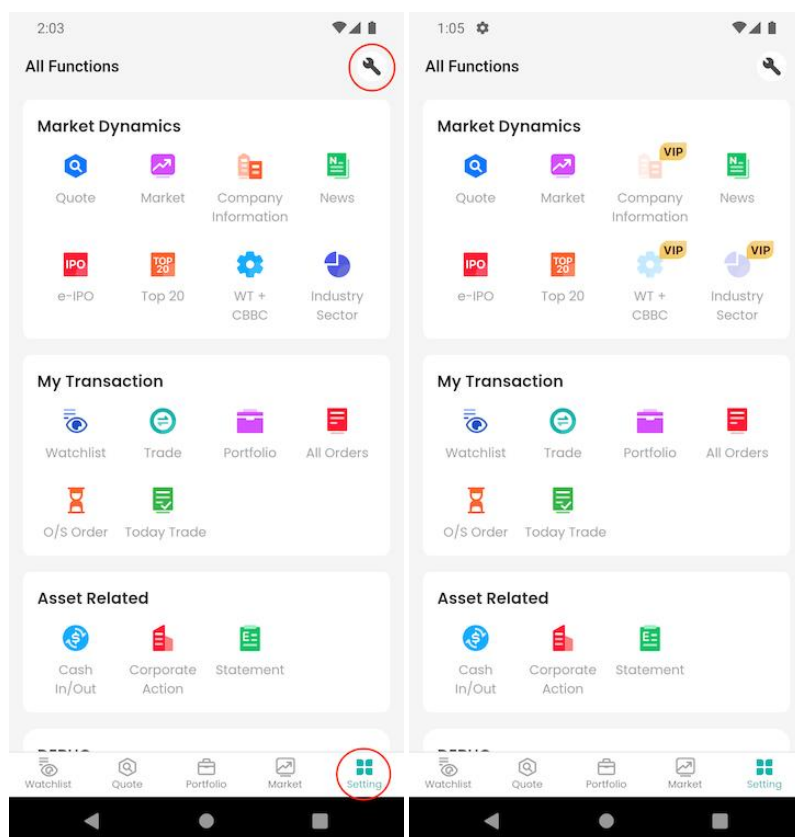 2:03
All Functions
Market Dynamics
Quote
Market
Company
Information
N
News
IPO
e-IPO
TOP
20
Top 20
WT +
CBBC
Industry
Sector
My Transaction
Watchlist
Trade
Portfolio
All Orders
O/S Order
Today Trade
Asset Related
$
Cash
In/Out
Corporate
Action
E
Statement
Watchlist
Quote
Portfolio
Market
Setting
1:05
All Functions
Market Dynamics
Quote
Market
VIP
Company
Information
N
News
IPO
e-IPO
TOP
20
Top 20
VIP
WT +
CBBC
VIP
Industry
Sector
My Transaction
Watchlist
Trade
Portfolio
All Orders
O/S Order
Today Trade
Asset Related
$
Cash
In/Out
Corporate
Action
E
Statement
Watchlist
Quote
Portfolio
Market
Setting